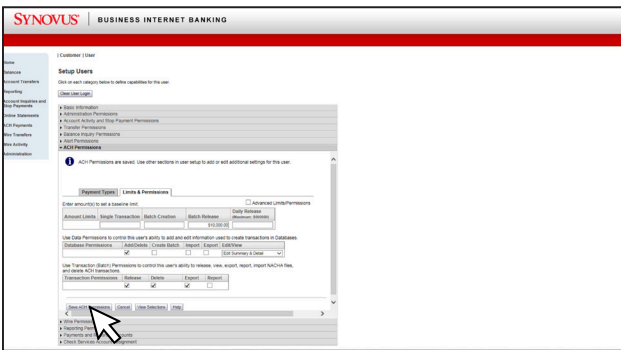 SYNOVUS® | BUSINESS INTERNET BANKING
| Customer | User
Home
Balances
Account Transfers
Reporting
Account Inquiries and
Stop Payments
Online Statements
ACH Payments
Wire Transfers
Wire Activity
Administration
Setup Users
Click on each category below to define capabilities for this user.
Clear User Login
Basic Information
Administration Permissions
Account Activity and Stop Payment Permissions
Transfer Permissions
Balance Inquiry Permissions
Alert Permissions
ACH Permissions
ACH Permissions are saved. Use other sections in user setup to add or edit additional settings for this user.
Payment Types Limits & Permissions
Enter amount(s) to set a baseline limit. Advanced Limits/Permissions
Amount Limits Single Transaction Batch Creation Batch Release Daily Release
(Maximum: $50000)
$10,000.00
Use Data Permissions to control this user's ability to add and edit information used to create transactions in Databases.
Database Permissions Add/Delete Create Batch Import Export Edit/View
Edit Summary & Detail
Use Transaction (Batch) Permissions to control this user's ability to release, view, export, report, import NACHA files,
and delete ACH transactions.
Transaction Permissions Release Delete Export Report
Save ACH Permissions Cancel View Selections Help
Wire Permissions
Reporting Perm
Payments and ounts
Check Services Account Assignment